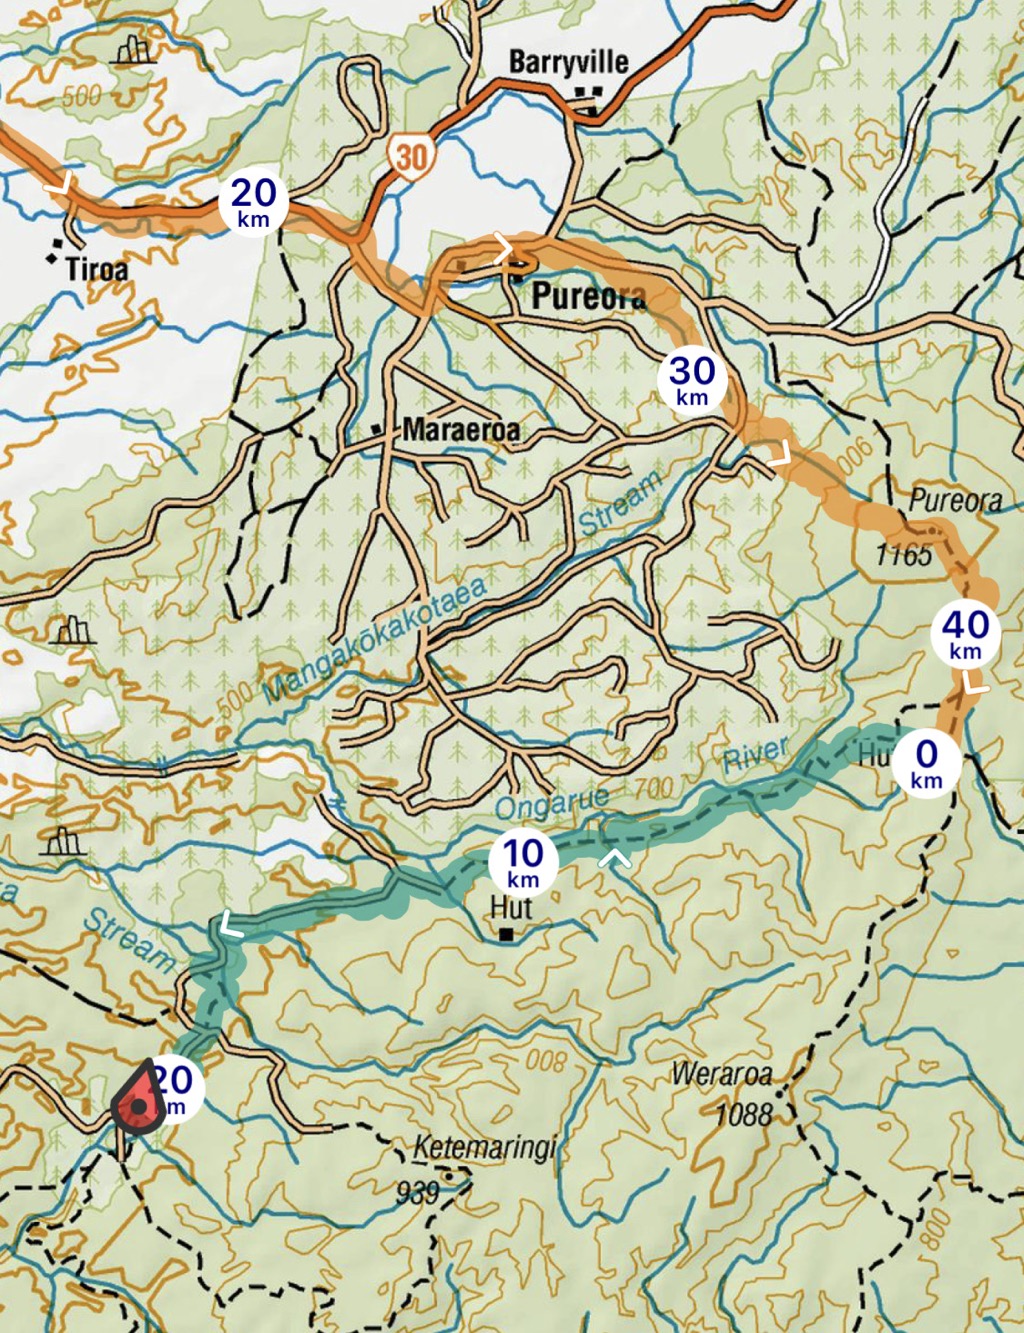 Barryville
500
30
20
km
Tiroa
Pureora
30
km
Maraeroa
900
Stream
Pureora
1165
Mangakōkakotaea
40
km
500
River
Hu
0
km
700
Ongarue
10
km
Hut
Stream
800
Weraroa
1088
20
km
Ketemaringi
939
800